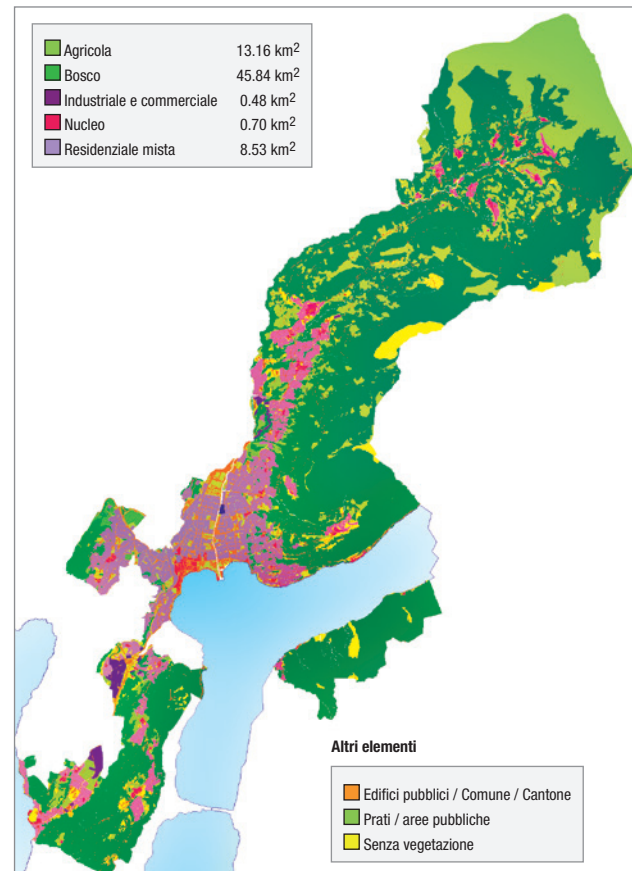 Agricola 13.16 km²
Bosco 45.84 km²
Industriale e commerciale 0.48 km²
Nucleo 0.70 km²
Residenziale mista 8.53 km²
Altri elementi
Edifici pubblici / Comune / Cantone
Prati / aree pubbliche
Senza vegetazione